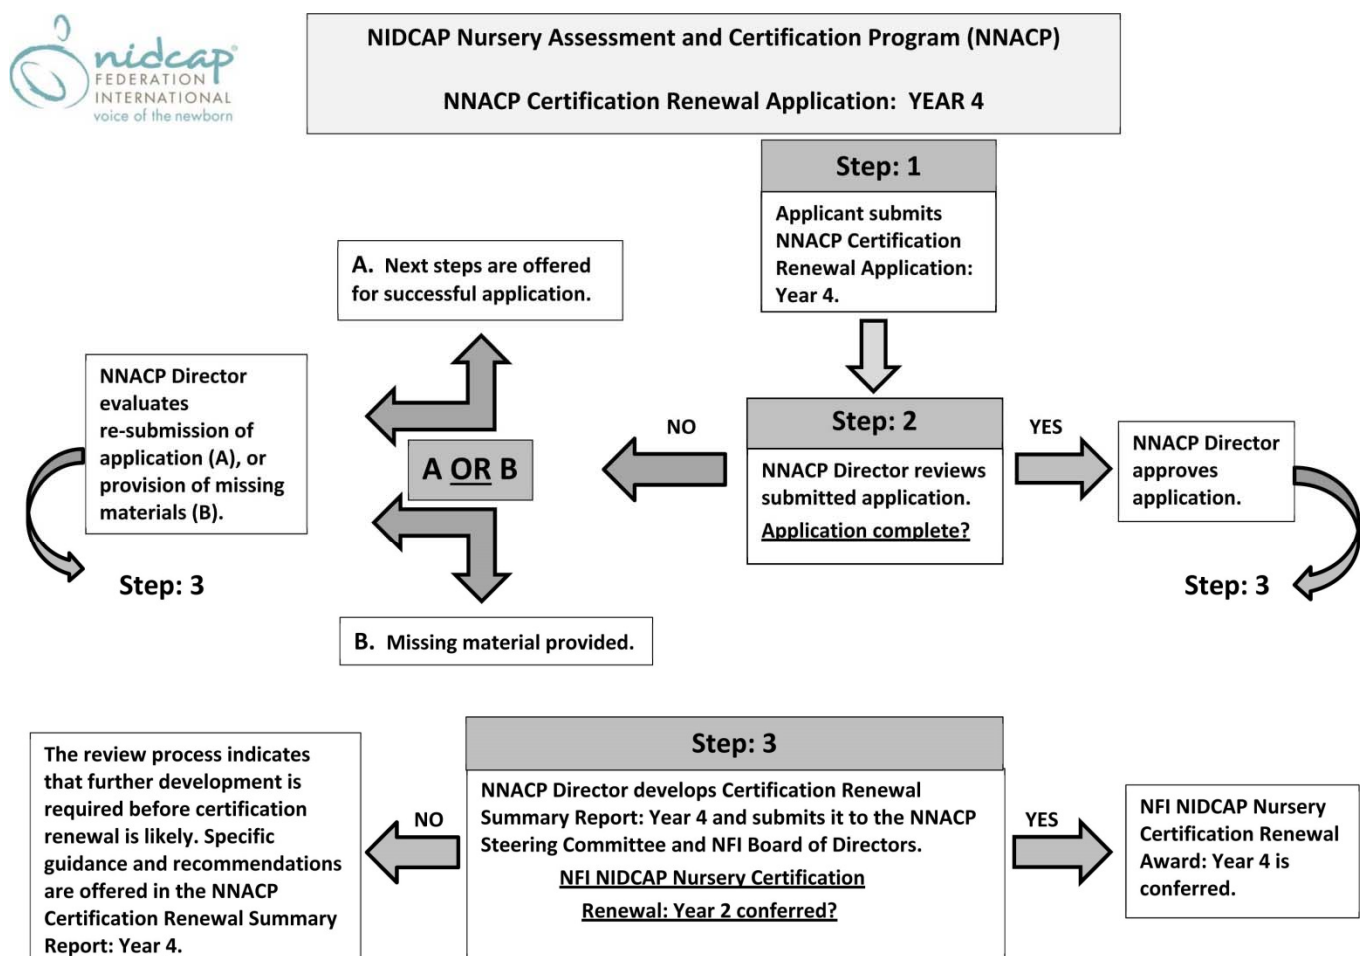 nidcap®
FEDERATION
INTERNATIONAL
voice of the newborn
NIDCAP Nursery Assessment and Certification Program (NNACP)
NNACP Certification Renewal Application: YEAR 4
Step: 1
Applicant submits
NNACP Certification
Renewal Application:
Year 4.
A. Next steps are offered
for successful application.
NNACP Director
evaluates
re-submission of
application (A), or
provision of missing
materials (B).
Step: 3
A OR B
B. Missing material provided.
NO
Step: 2
NNACP Director reviews
submitted application.
Application complete?
YES
NNACP Director
approves
application.
Step: 3
The review process indicates
that further development is
required before certification
renewal is likely. Specific
guidance and recommendations
are offered in the NNACP
Certification Renewal Summary
Report: Year 4.
NO
Step: 3
NNACP Director develops Certification Renewal
Summary Report: Year 4 and submits it to the NNACP
Steering Committee and NFI Board of Directors.
NFI NIDCAP Nursery Certification
Renewal: Year 2 conferred?
YES
NFI NIDCAP Nursery
Certification Renewal
Award: Year 4 is
conferred.